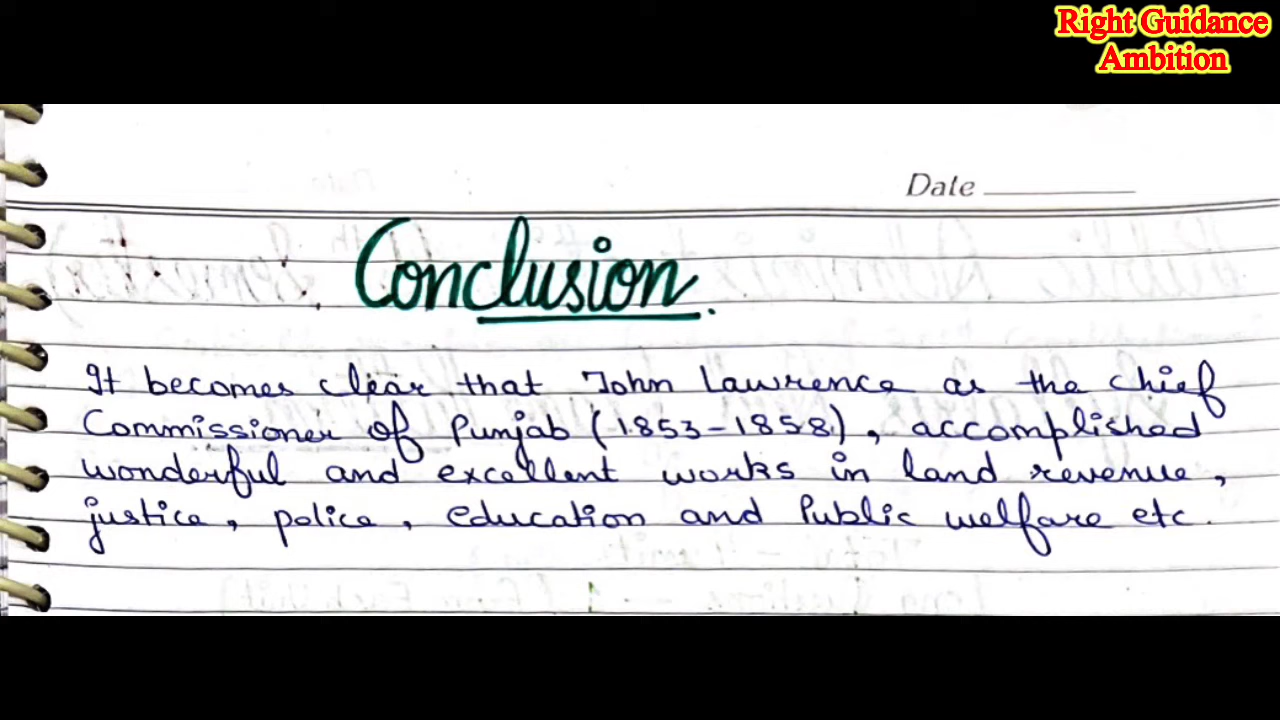 Right Guidance
Ambition
Date
Conclusion.
It becomes clear that John Lawrence as the chief
Commissioner of Punjab (1853-1858), accomplished
wonderful and excellent works in land revenue,
justice, police, education and Public welfare etc.